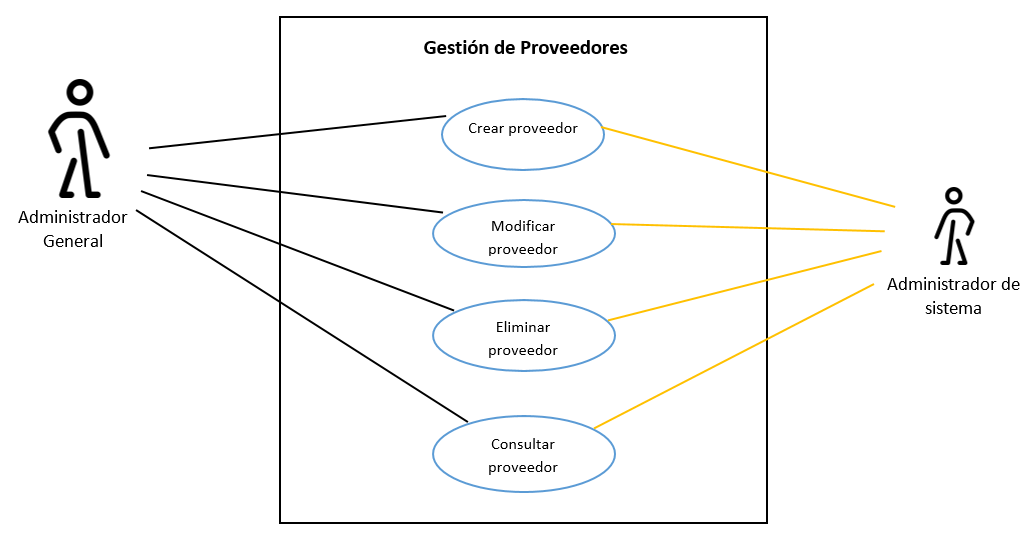 Gestión de Proveedores
Crear proveedor
Modificar
proveedor
Eliminar
proveedor
Consultar
proveedor
Administrador
General
Administrador de
sistema